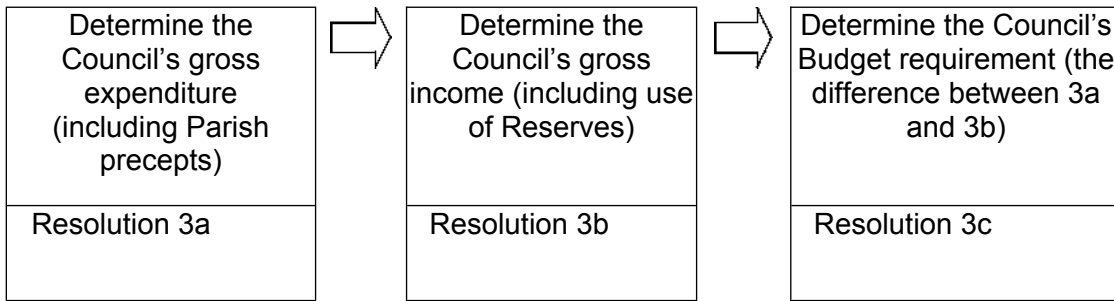 Determine the
Council’s gross
expenditure
(including Parish
precepts)
Resolution 3a
Determine the
Council’s gross
income (including use
of Reserves)
Resolution 3b
Determine the Council’s
Budget requirement (the
difference between 3a
and 3b)
Resolution 3c